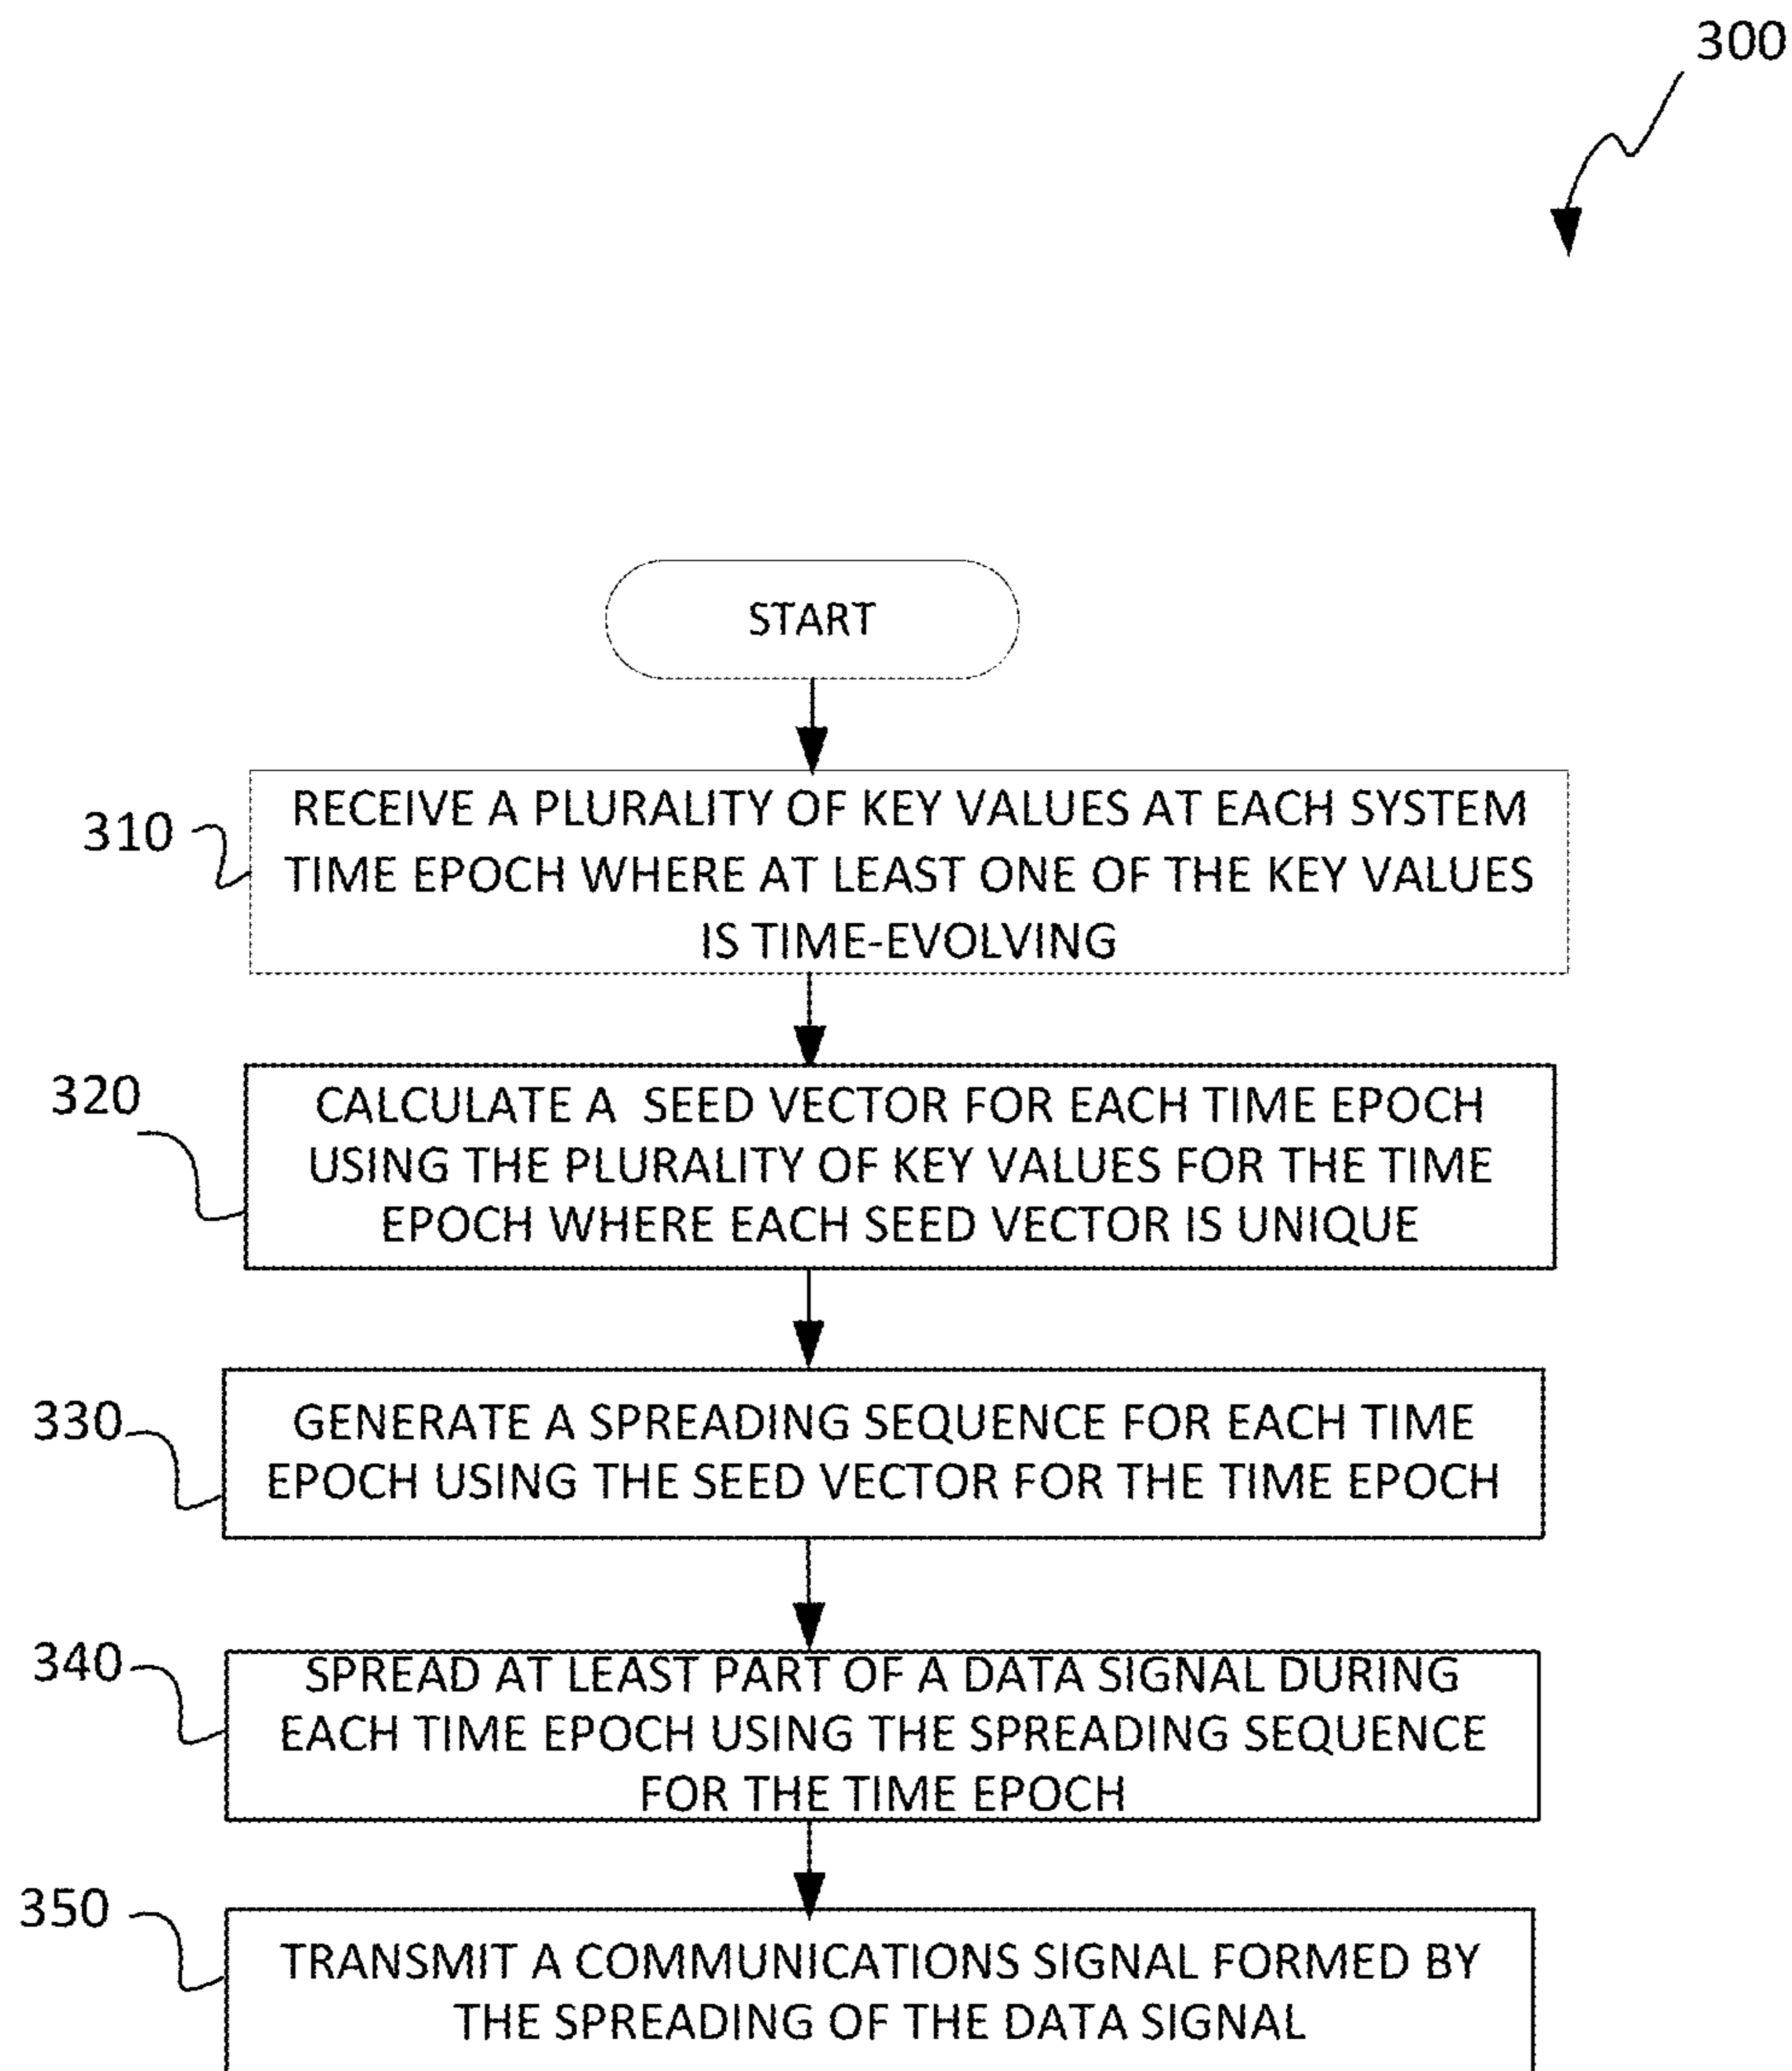 300
START
310
RECEIVE A PLURALITY OF KEY VALUES AT EACH SYSTEM
TIME EPOCH WHERE AT LEAST ONE OF THE KEY VALUES
IS TIME-EVOLVING
320
CALCULATE A SEED VECTOR FOR EACH TIME EPOCH
USING THE PLURALITY OF KEY VALUES FOR THE TIME
EPOCH WHERE EACH SEED VECTOR IS UNIQUE
330
GENERATE A SPREADING SEQUENCE FOR EACH TIME
EPOCH USING THE SEED VECTOR FOR THE TIME EPOCH
340
SPREAD AT LEAST PART OF A DATA SIGNAL DURING
EACH TIME EPOCH USING THE SPREADING SEQUENCE
FOR THE TIME EPOCH
350
TRANSMIT A COMMUNICATIONS SIGNAL FORMED BY
THE SPREADING OF THE DATA SIGNAL